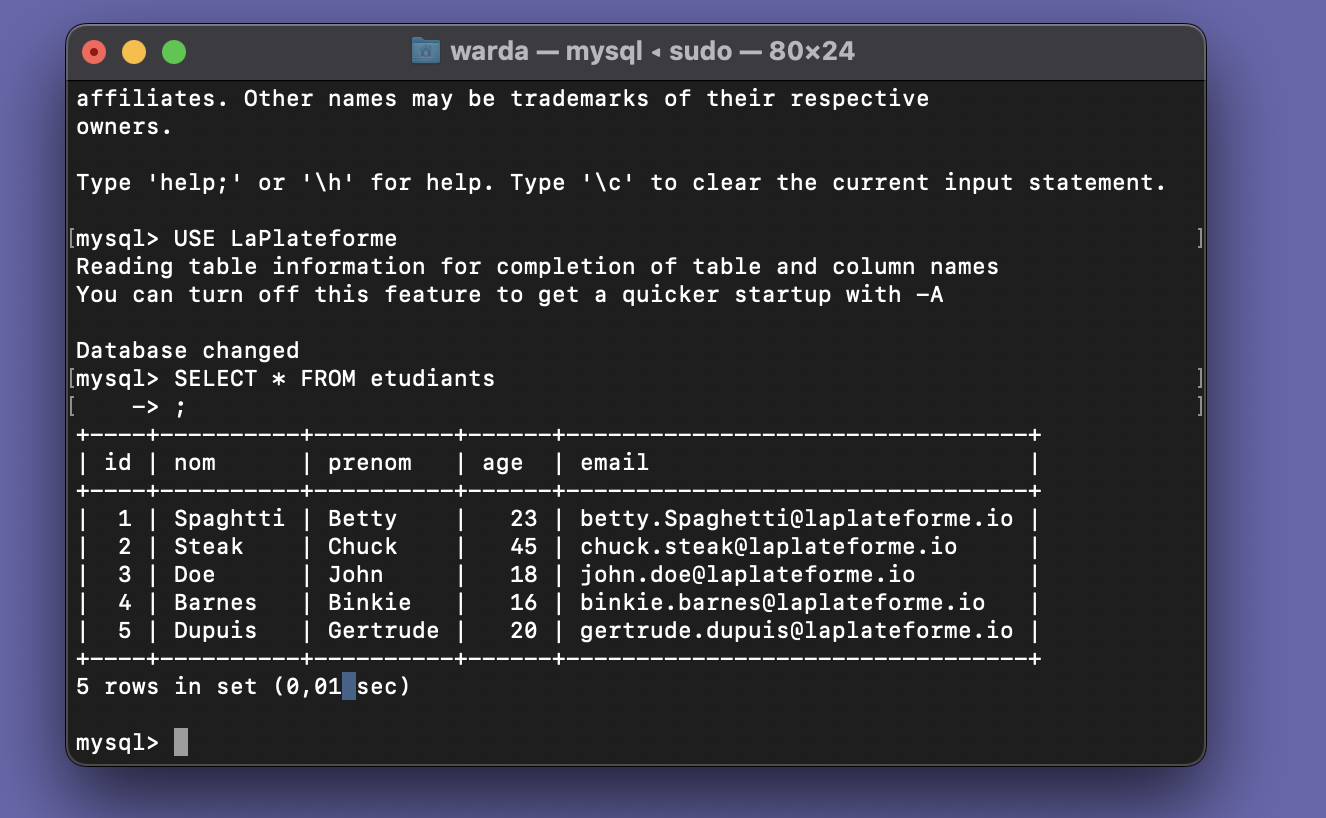 warda — mysql ◂ sudo — 80×24
affiliates. Other names may be trademarks of their respective
owners.
Type 'help;' or '\h' for help. Type '\c' to clear the current input statement.
[mysql> USE LaPlateforme ]
Reading table information for completion of table and column names
You can turn off this feature to get a quicker startup with -A
Database changed
[mysql> SELECT * FROM etudiants ]
[    -> ; ]
+----+----------+----------+------+---------------------------------+
| id | nom      | prenom   | age  | email                           |
+----+----------+----------+------+---------------------------------+
|  1 | Spaghtti | Betty    |   23 | betty.Spaghetti@laplateforme.io |
|  2 | Steak    | Chuck    |   45 | chuck.steak@laplateforme.io     |
|  3 | Doe      | John     |   18 | john.doe@laplateforme.io        |
|  4 | Barnes   | Binkie   |   16 | binkie.barnes@laplateforme.io   |
|  5 | Dupuis   | Gertrude |   20 | gertrude.dupuis@laplateforme.io |
+----+----------+----------+------+---------------------------------+
5 rows in set (0,01 sec)
mysql>